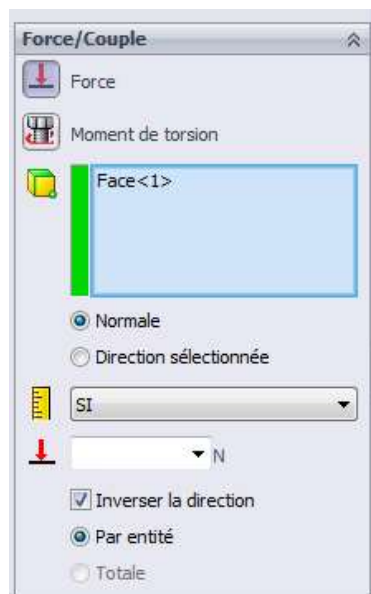 Force/Couple
Force
Moment de torsion
Face<1>
Normale
Direction sélectionnée
SI
N
Inverser la direction
Par entité
Totale